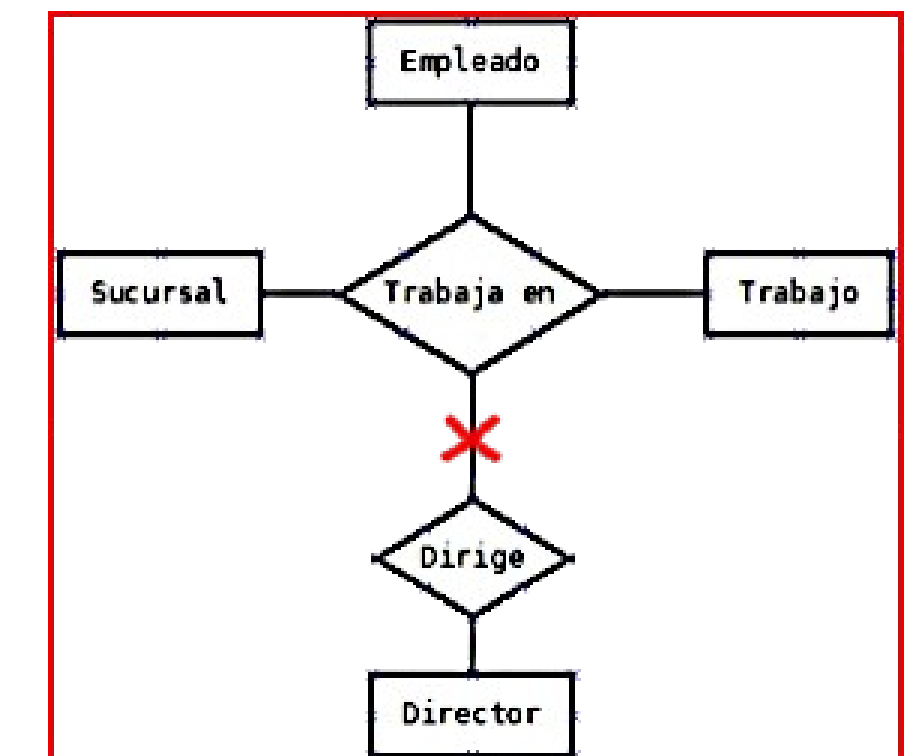 Empleado
Sucursal
Trabaja en
Trabajo
Dirige
Director